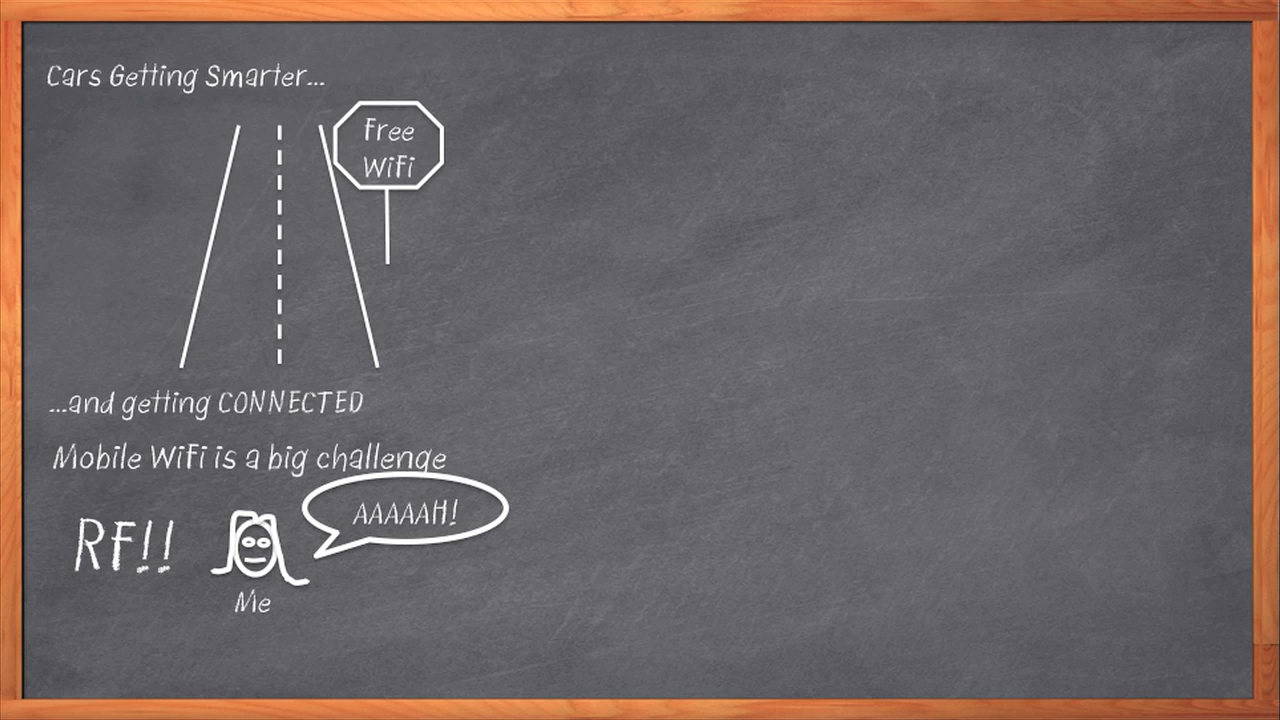 Cars Getting Smarter...
Free
WiFi
...and getting CONNECTED
Mobile WiFi is a big challenge
AAAAAH!
RF!!
Me